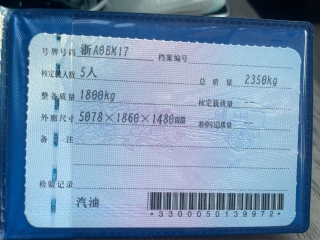 号牌号码 浙A0BM17 档案编号
核定载人数 5人 总质量 2350kg
整备质量 1800kg 核定载质量
外廓尺寸 5078×1860×1480mm 准牵引总质量
备注
检验记录
汽油
*3300050139972*